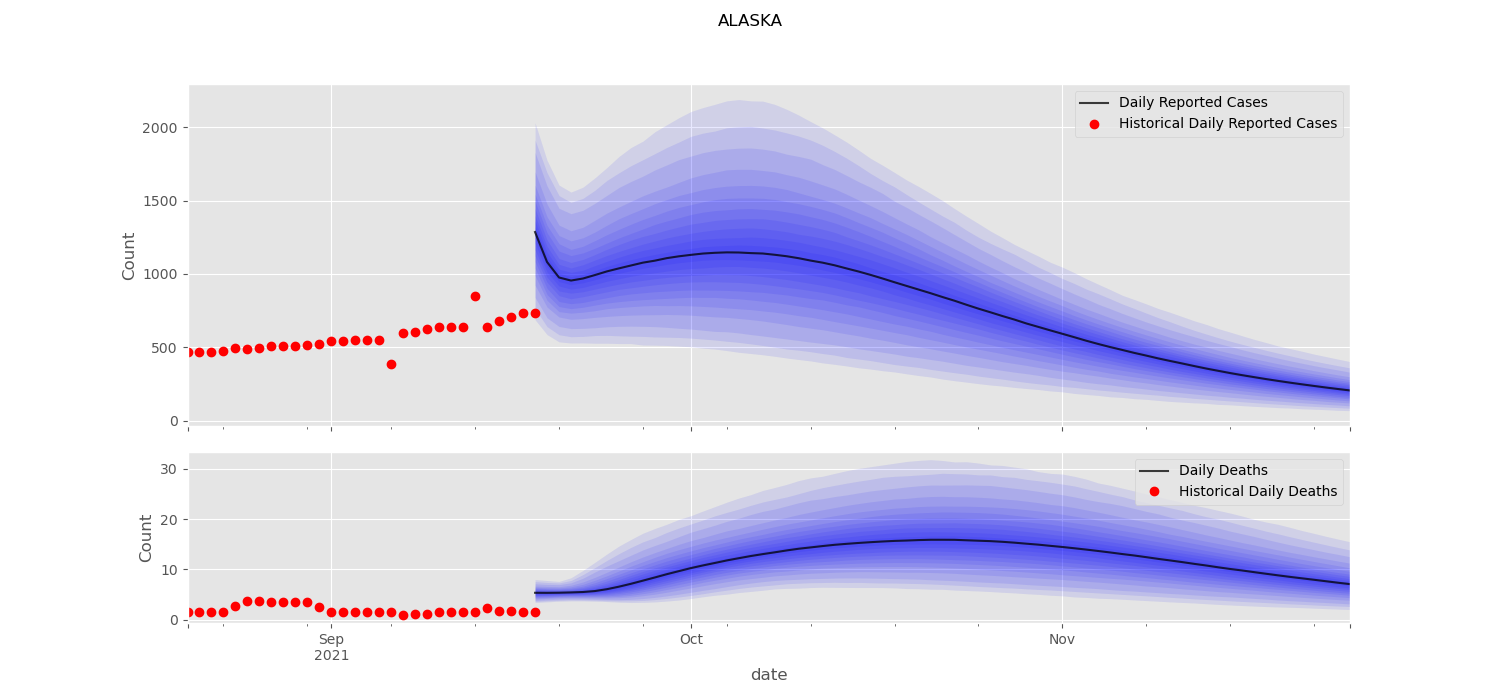 ALASKA
Count
2000
1500
1000
500
0
Daily Reported Cases
Historical Daily Reported Cases
Count
30
20
10
0
Daily Deaths
Historical Daily Deaths
Sep
2021
Oct
Nov
date